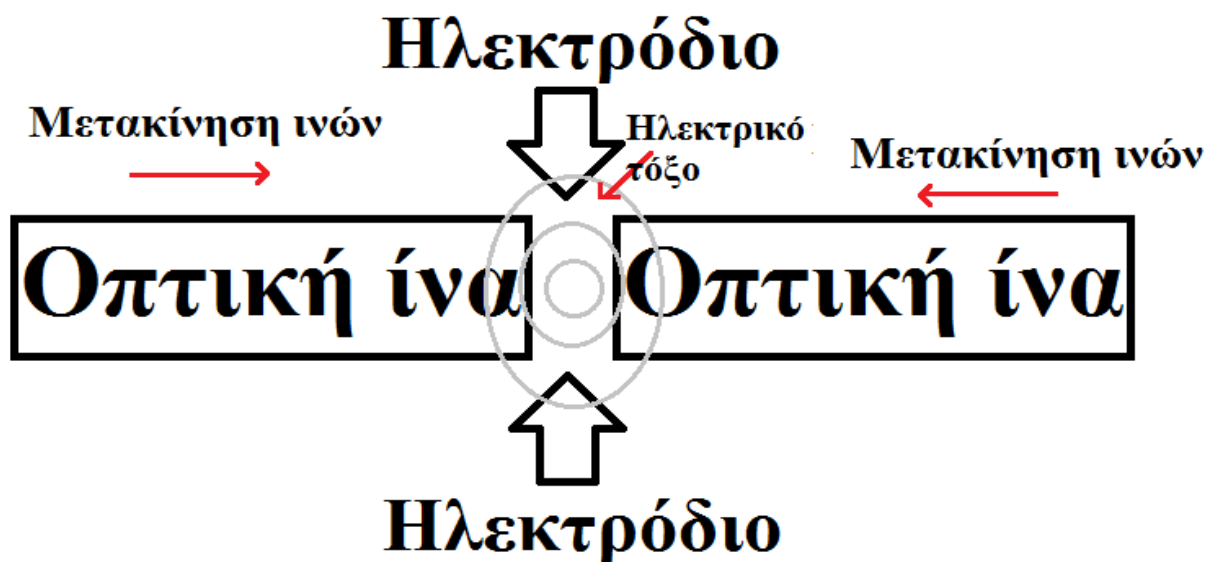 Ηλεκτρόδιο
Μετακίνηση ινών
Ηλεκτρικό
τόξο
Μετακίνηση ινών
Οπτική ίνα
Οπτική ίνα
Ηλεκτρόδιο